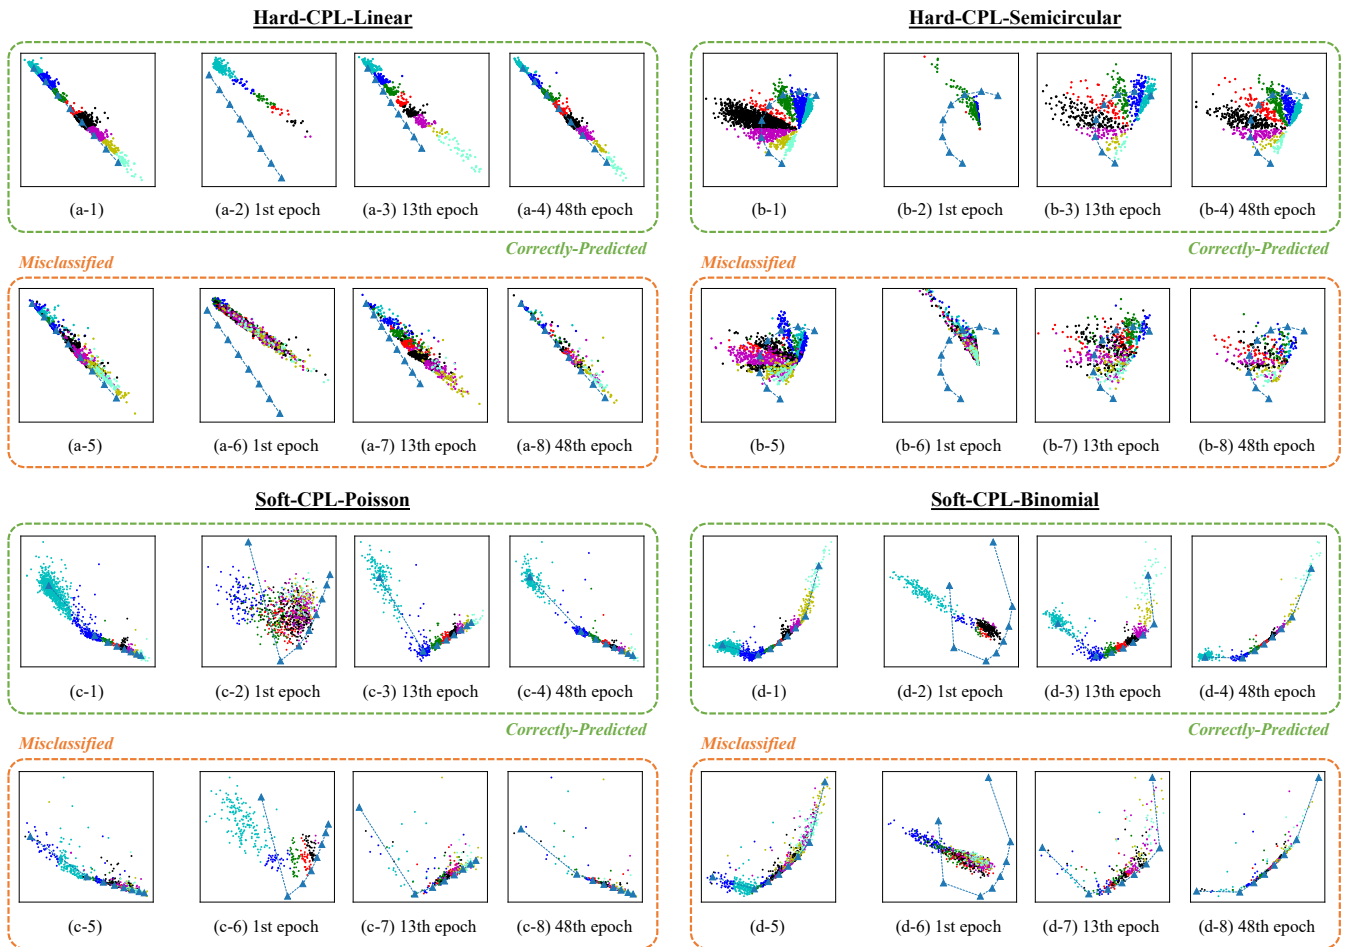 Hard-CPL-Linear
Hard-CPL-Semicircular
(a-1)
(a-2) 1st epoch
(a-3) 13th epoch
(a-4) 48th epoch
(b-1)
(b-2) 1st epoch
(b-3) 13th epoch
(b-4) 48th epoch
Correctly-Predicted
Correctly-Predicted
Misclassified
Misclassified
(a-5)
(a-6) 1st epoch
(a-7) 13th epoch
(a-8) 48th epoch
(b-5)
(b-6) 1st epoch
(b-7) 13th epoch
(b-8) 48th epoch
Soft-CPL-Poisson
Soft-CPL-Binomial
(c-1)
(c-2) 1st epoch
(c-3) 13th epoch
(c-4) 48th epoch
(d-1)
(d-2) 1st epoch
(d-3) 13th epoch
(d-4) 48th epoch
Correctly-Predicted
Correctly-Predicted
Misclassified
Misclassified
(c-5)
(c-6) 1st epoch
(c-7) 13th epoch
(c-8) 48th epoch
(d-5)
(d-6) 1st epoch
(d-7) 13th epoch
(d-8) 48th epoch